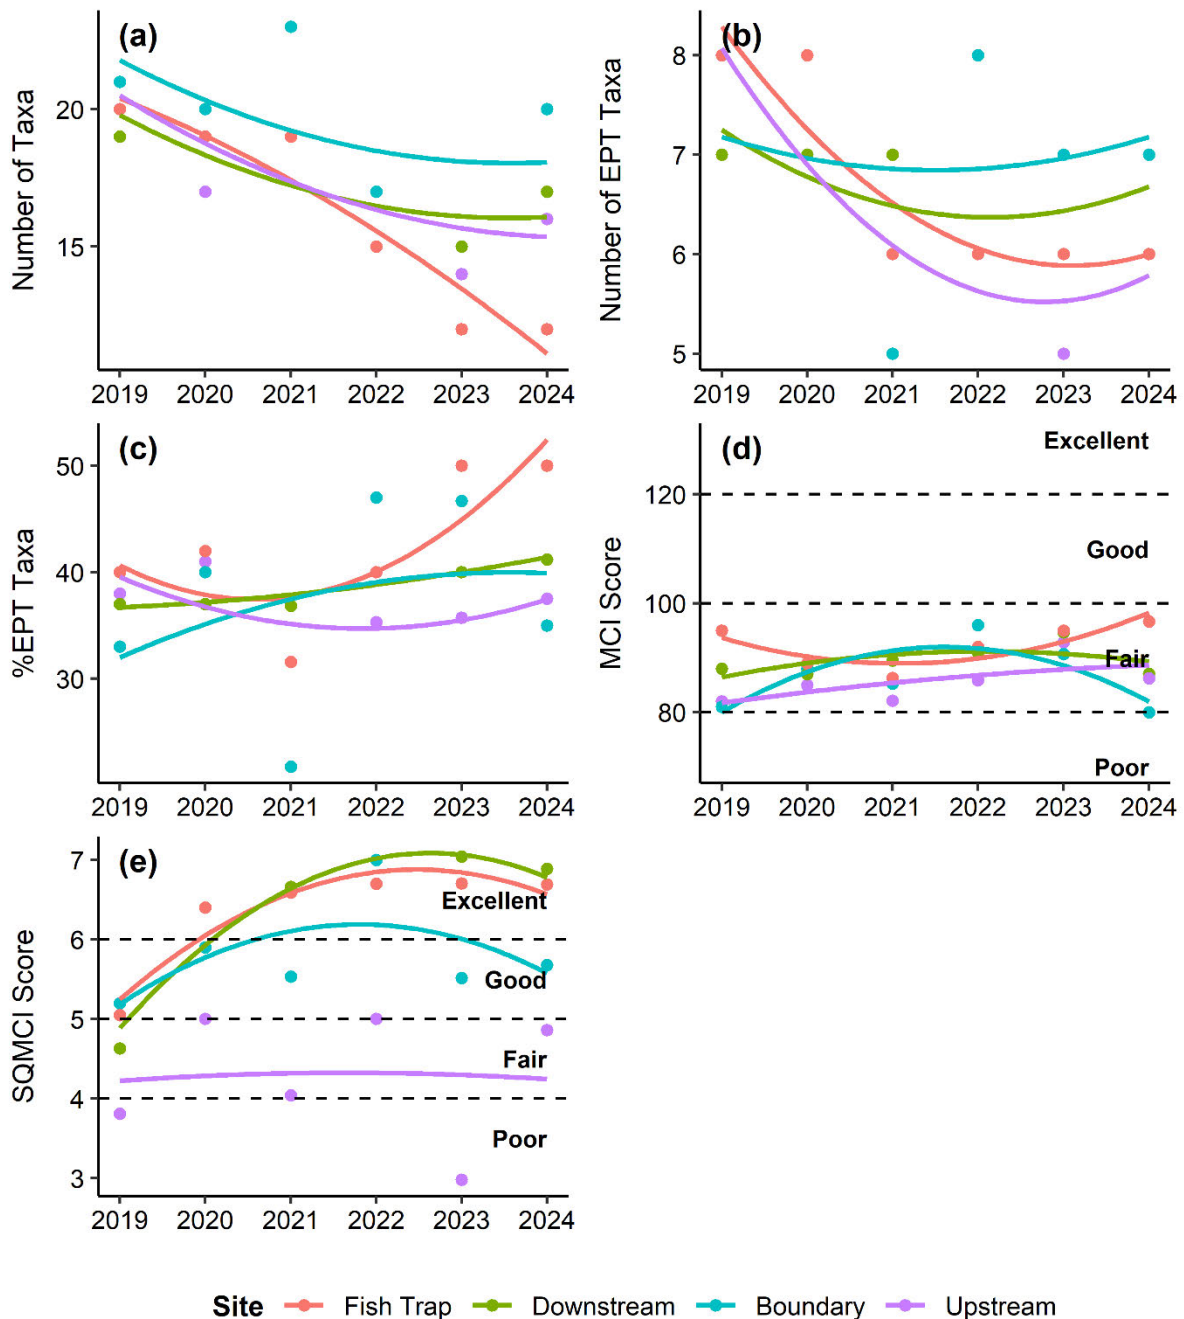 (a)
Number of Taxa
20
15
2019 2020 2021 2022 2023 2024
(b)
Number of EPT Taxa
8
7
6
5
2019 2020 2021 2022 2023 2024
(c)
%EPT Taxa
50
40
30
2019 2020 2021 2022 2023 2024
(d)
MCI Score
Excellent
120
Good
100
Fair
80
Poor
2019 2020 2021 2022 2023 2024
(e)
SQMCI Score
7
Excellent
6
Good
5
Fair
4
Poor
3
2019 2020 2021 2022 2023 2024
Site Fish Trap Downstream Boundary Upstream